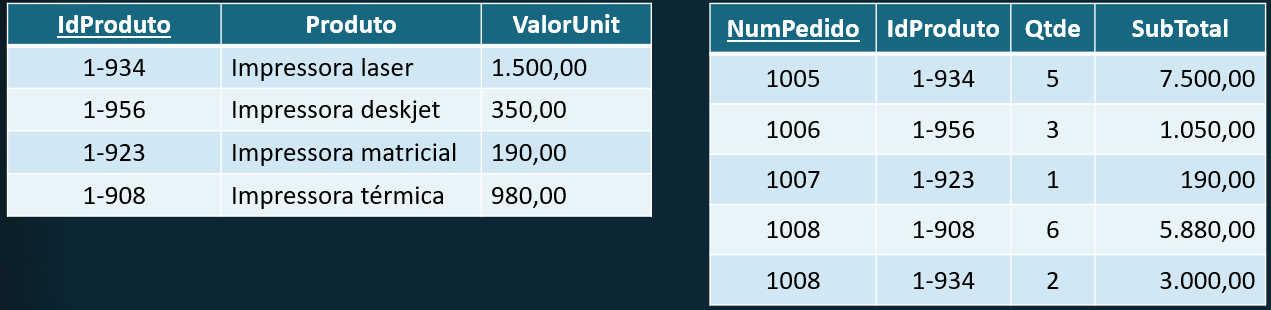 IdProduto Produto ValorUnit
1-934 Impressora laser 1.500,00
1-956 Impressora deskjet 350,00
1-923 Impressora matricial 190,00
1-908 Impressora térmica 980,00
NumPedido IdProduto Qtde SubTotal
1005 1-934 5 7.500,00
1006 1-956 3 1.050,00
1007 1-923 1 190,00
1008 1-908 6 5.880,00
1008 1-934 2 3.000,00